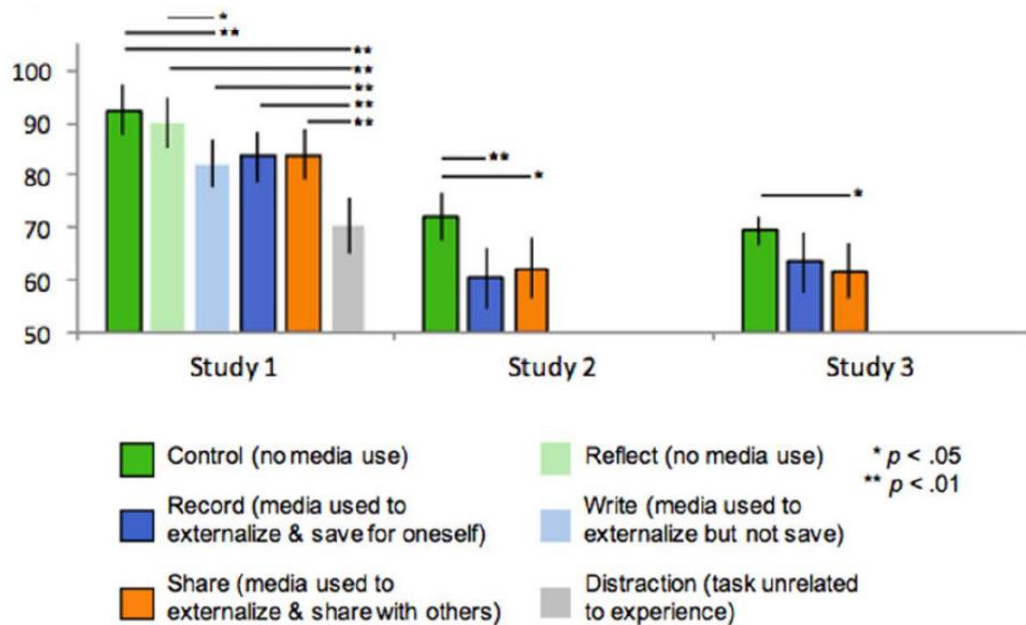 *
**
**
**
**
**
**
100
90
80
70
60
50
**
*
*
Study 1
Study 2
Study 3
Control (no media use)
Reflect (no media use)
* p < .05
** p < .01
Record (media used to
externalize & save for oneself)
Write (media used to
externalize but not save)
Share (media used to
externalize & share with others)
Distraction (task unrelated
to experience)